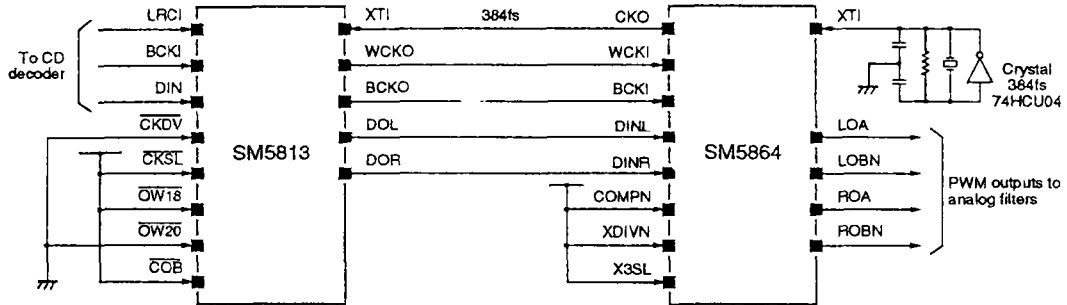 LRCI
XTI
384fs
CKO
XTI
To CD
decoder
BCKI
WCKO
WCKI
DIN
BCKO
BCKI
Crystal
384fs
74HCU04
CKDV
DOL
DINL
LOA
SM5813
SM5864
CKSL
DOR
DINR
LOBN
OW18
COMPN
ROA
PWM outputs to
analog filters
OW20
XDIVN
ROBN
COB
X3SL